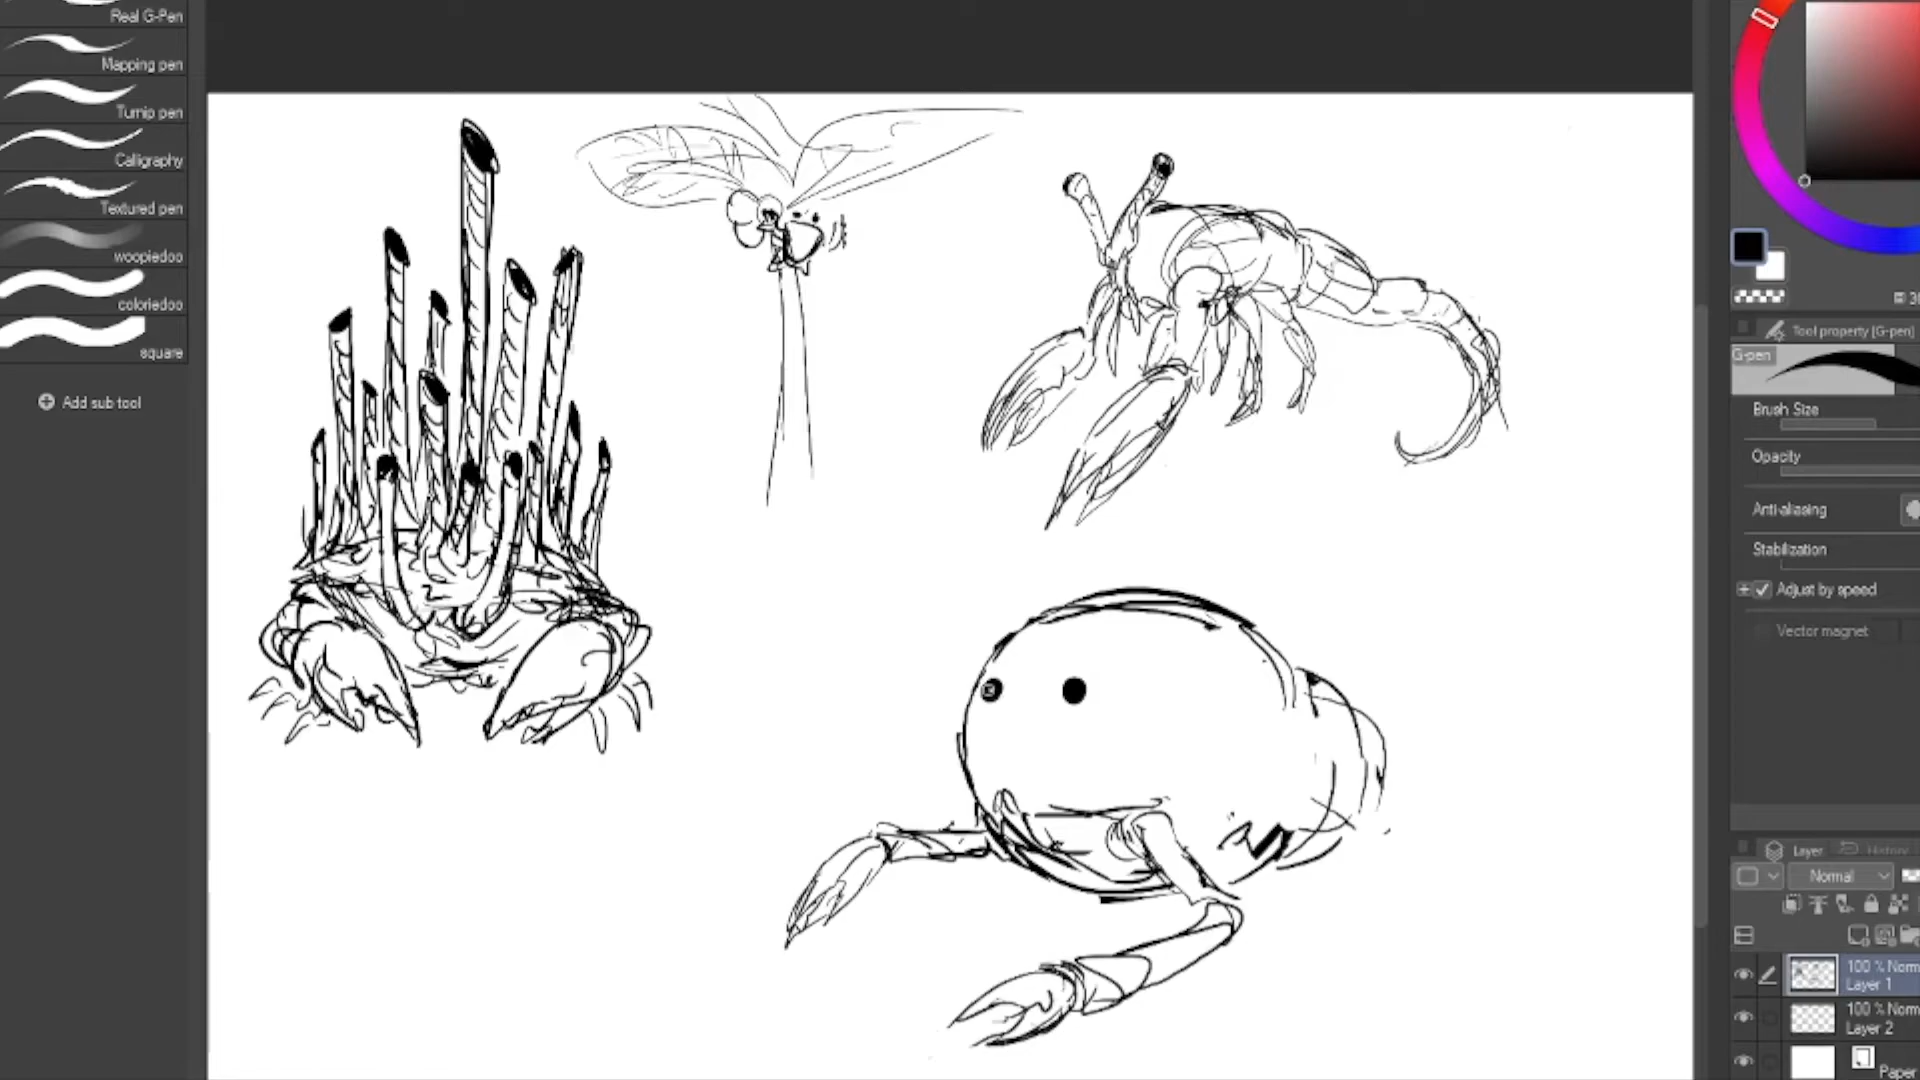 Real G-Pen
Mapping pen
Turnip pen
Calligraphy
Textured pen
woopiedoo
coloriedoo
square
Add sub tool
Tool property [G-pen]
G-pen
Brush Size
Opacity
Anti-aliasing
Stabilization
Adjust by speed
Vector magnet
Layer
History
Normal
100 % Norm
Layer 1
100 % Norm
Layer 2
Paper